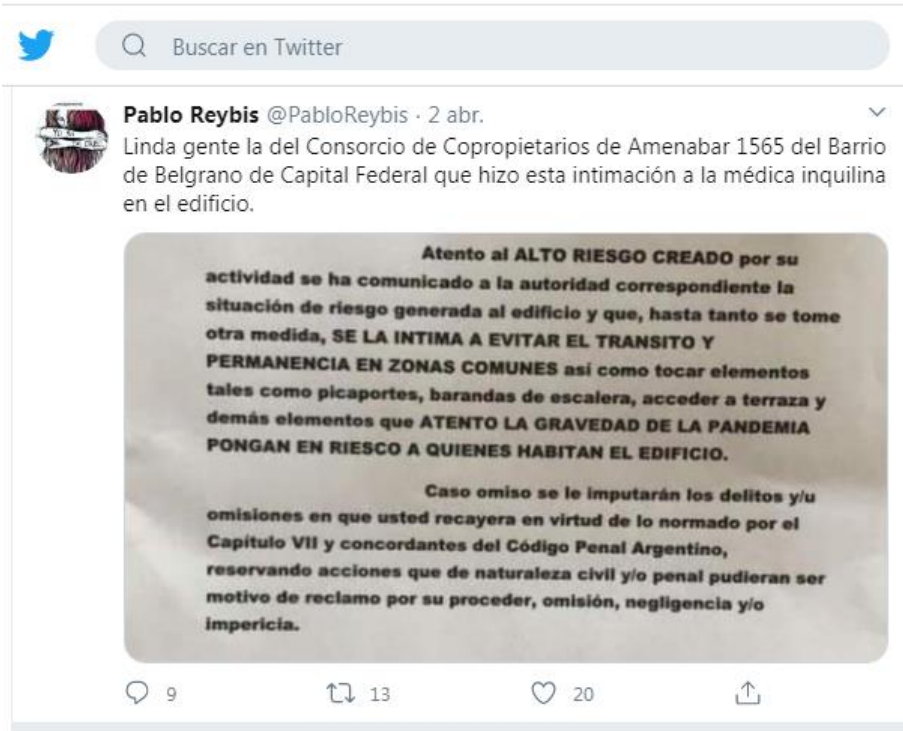 Buscar en Twitter
Pablo Reybis @PabloReybis · 2 abr.
Linda gente la del Consorcio de Copropietarios de Amenabar 1565 del Barrio
de Belgrano de Capital Federal que hizo esta intimación a la médica inquilina
en el edificio.
Atento al ALTO RIESGO CREADO por su
actividad se ha comunicado a la autoridad correspondiente la
situación de riesgo generada al edificio y que, hasta tanto se tome
otra medida, SE LA INTIMA A EVITAR EL TRANSITO Y
PERMANENCIA EN ZONAS COMUNES así como tocar elementos
tales como picaportes, barandas de escalera, acceder a terraza y
demás elementos que ATENTO LA GRAVEDAD DE LA PANDEMIA
PONGAN EN RIESCO A QUIENES HABITAN EL EDIFICIO.
Caso omiso se le imputarán los delitos y/u
omisiones en que usted recayera en virtud de lo normado por el
Capítulo VII y concordantes del Código Penal Argentino,
reservando acciones que de naturaleza civil y/o penal pudieran ser
motivo de reclamo por su proceder, omisión, negligencia y/o
impericia.
9 13 20